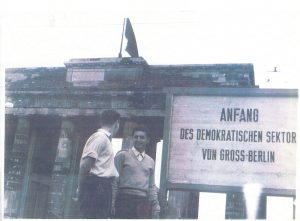 ANFANG
DES DEMOKRATISCHEN SEKTOR
VON GROSS-BERLIN